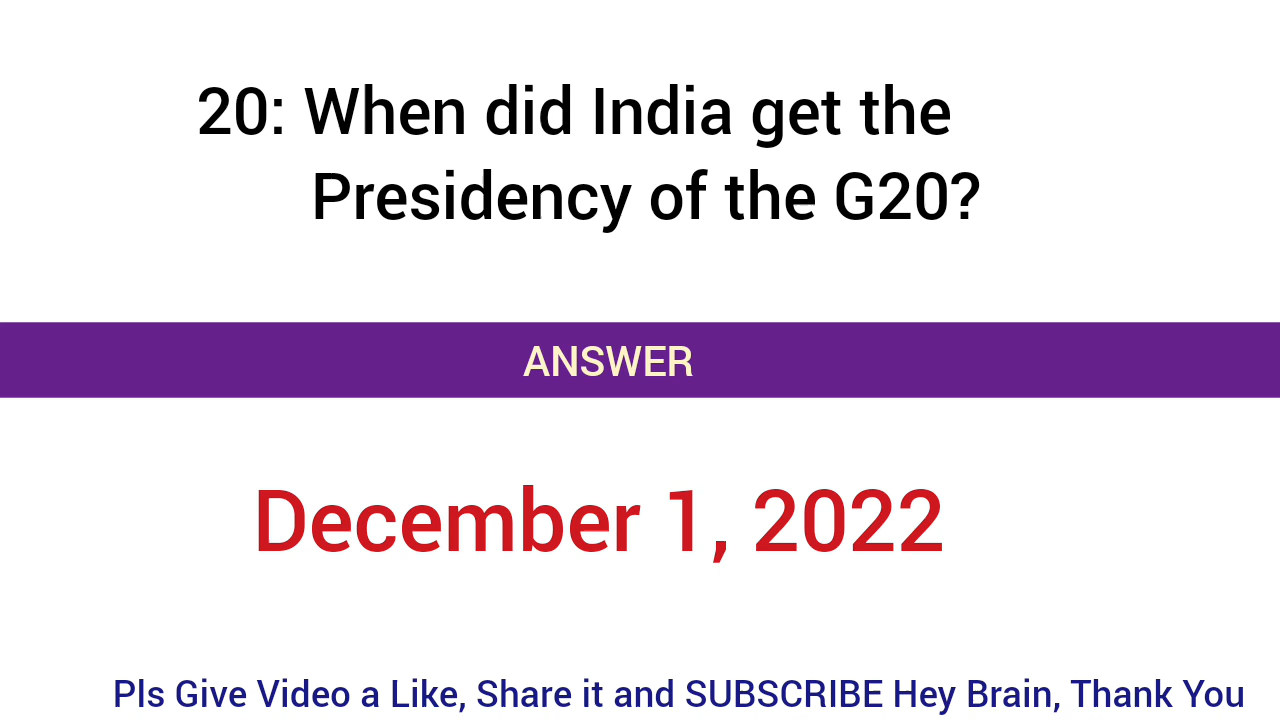 20: When did India get the
Presidency of the G20?
ANSWER
December 1, 2022
Pls Give Video a Like, Share it and SUBSCRIBE Hey Brain, Thank You